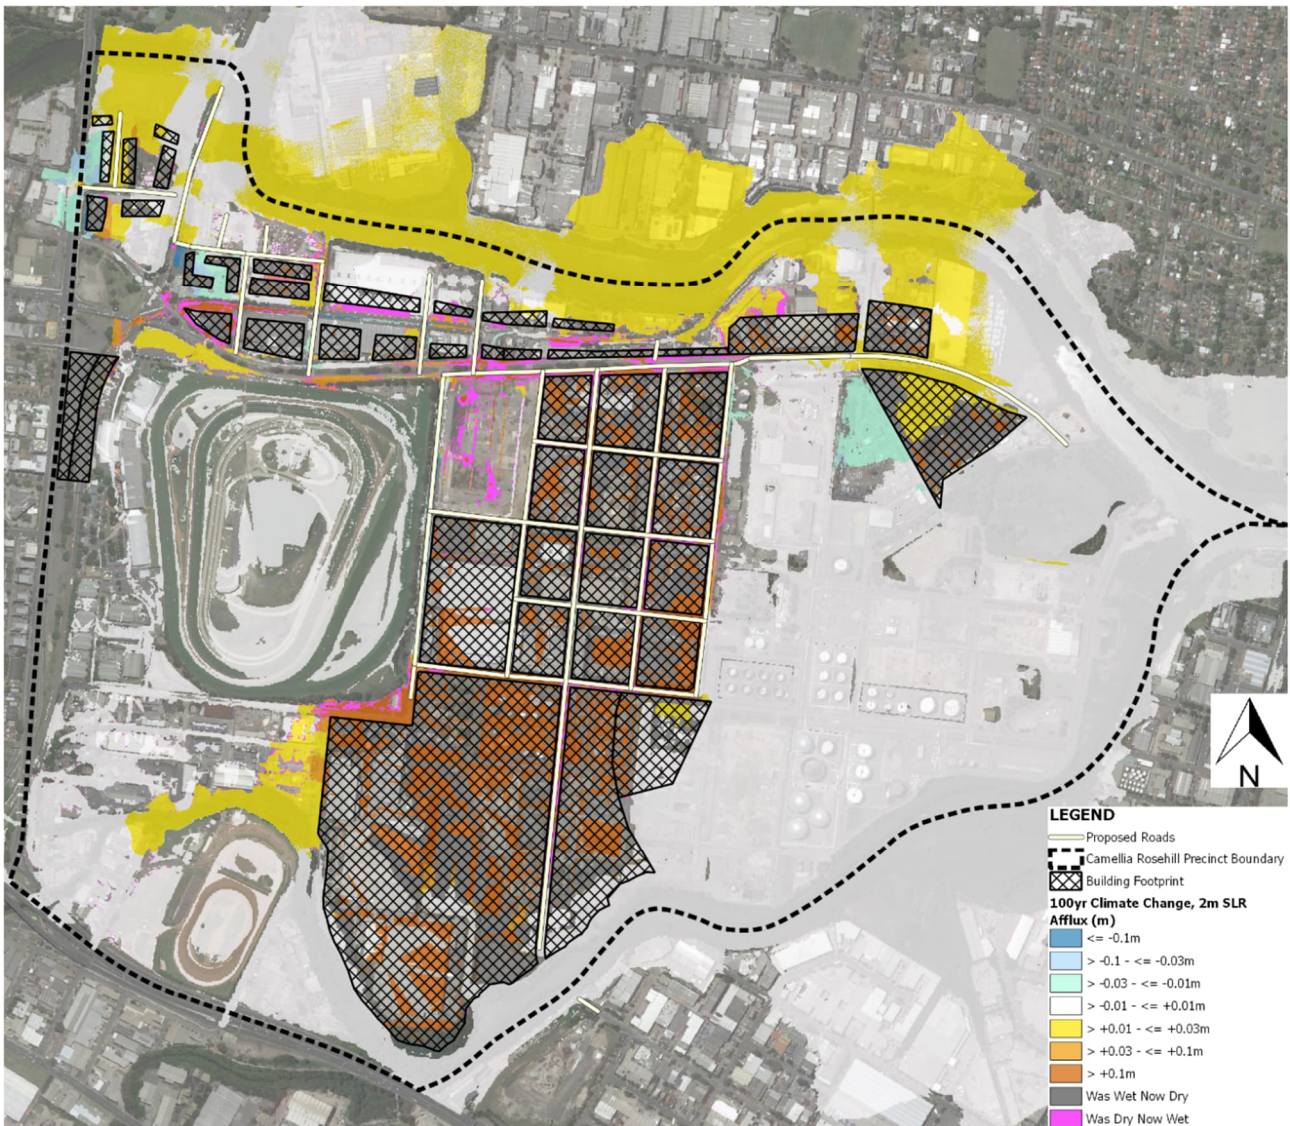 N
LEGEND
Proposed Roads
Camellia Rosehill Precinct Boundary
Building Footprint
100yr Climate Change, 2m SLR
Afflux (m)
<= -0.1m
> -0.1 - <= -0.03m
> -0.03 - <= -0.01m
> -0.01 - <= +0.01m
> +0.01 - <= +0.03m
> +0.03 - <= +0.1m
> +0.1m
Was Wet Now Dry
Was Dry Now Wet